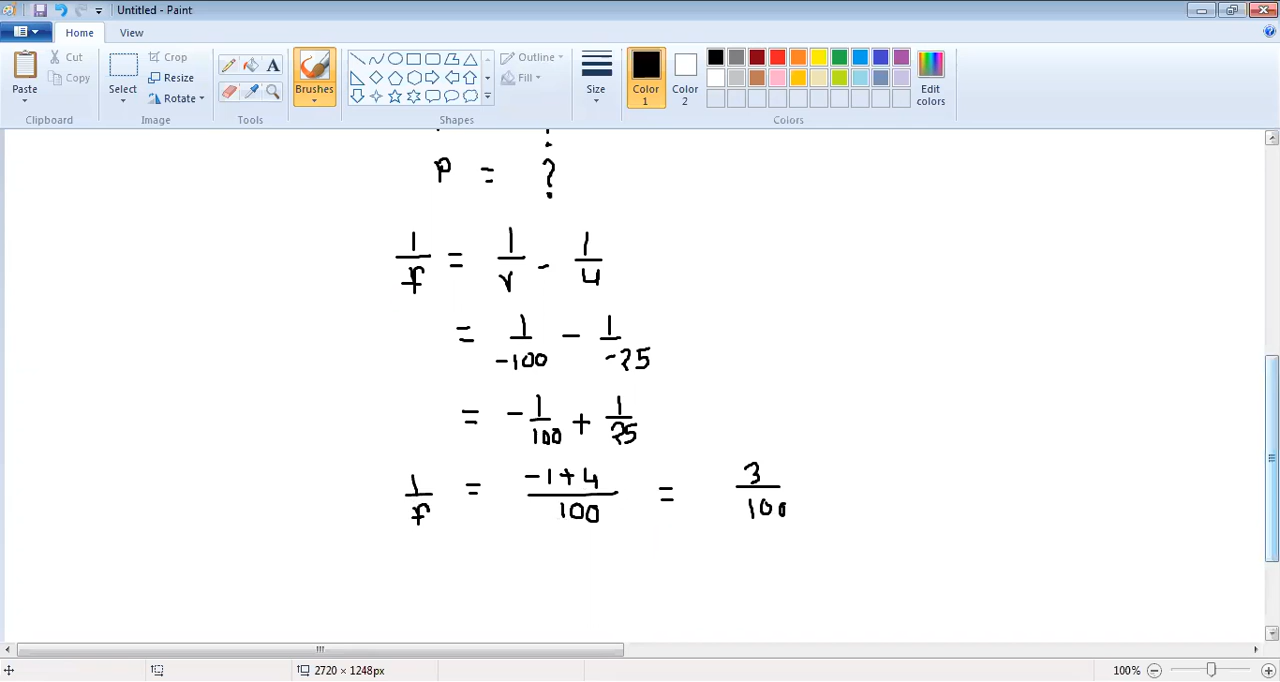 Untitled - Paint
Home View
Cut
Copy
Paste
Clipboard
Select
Resize
Rotate
Image
Tools
Brushes
Outline
Fill
Shapes
Size
Color 1
Color 2
Edit colors
Colors
P = ?
1/f = 1/v - 1/u
= 1/-100 - 1/-25
= -1/100 + 1/25
1/f = -1+4/100 = 3/100
2720 × 1248px
100%